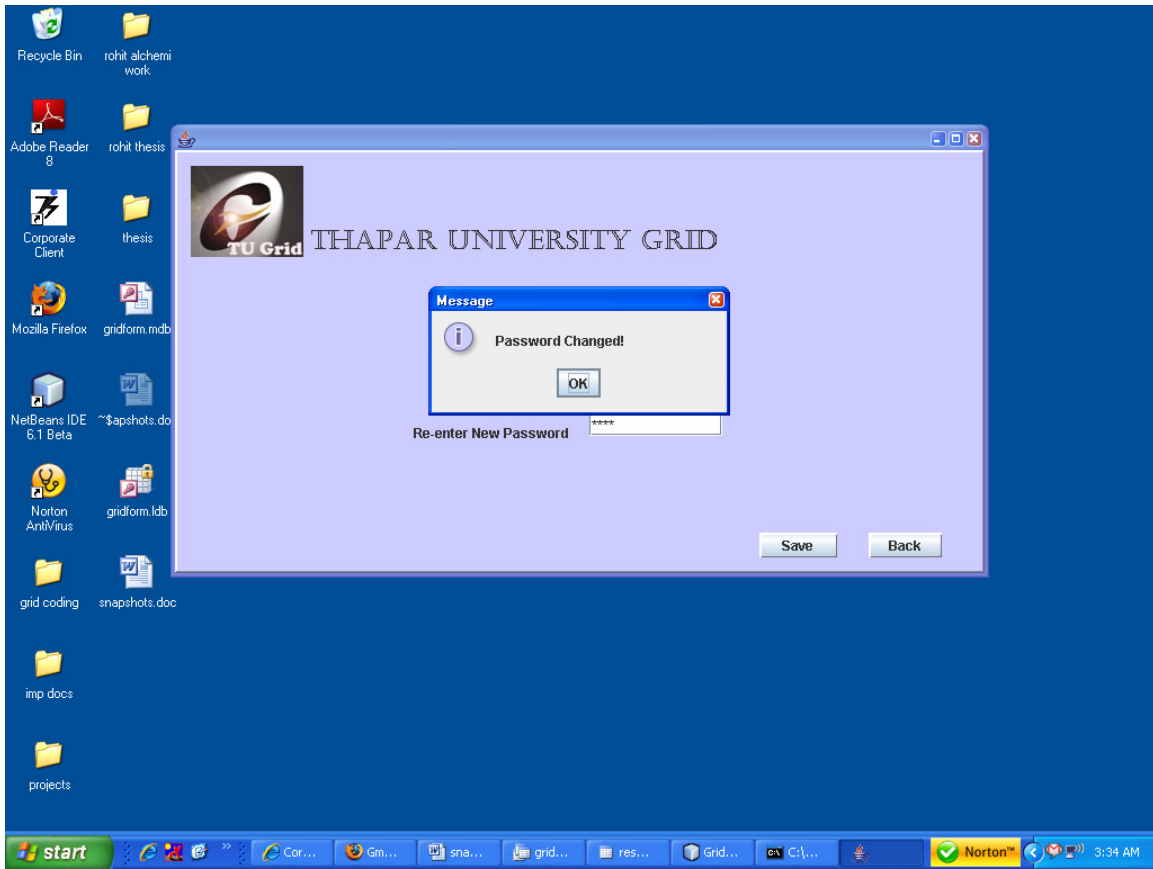 Recycle Bin
rohit alchemi
work
Adobe Reader
8
rohit thesis
Corporate
Client
thesis
Mozilla Firefox
gridform.mdb
NetBeans IDE
6.1 Beta
~$apshots.do
Norton
AntiVirus
gridform.ldb
grid coding
snapshots.doc
imp docs
projects
TU Grid
THAPAR UNIVERSITY GRID
Message
Password Changed!
OK
Re-enter New Password
****
Save
Back
start
Cor...
Gm...
sna...
grid...
res...
Grid...
C:\...
Norton™
3:34 AM